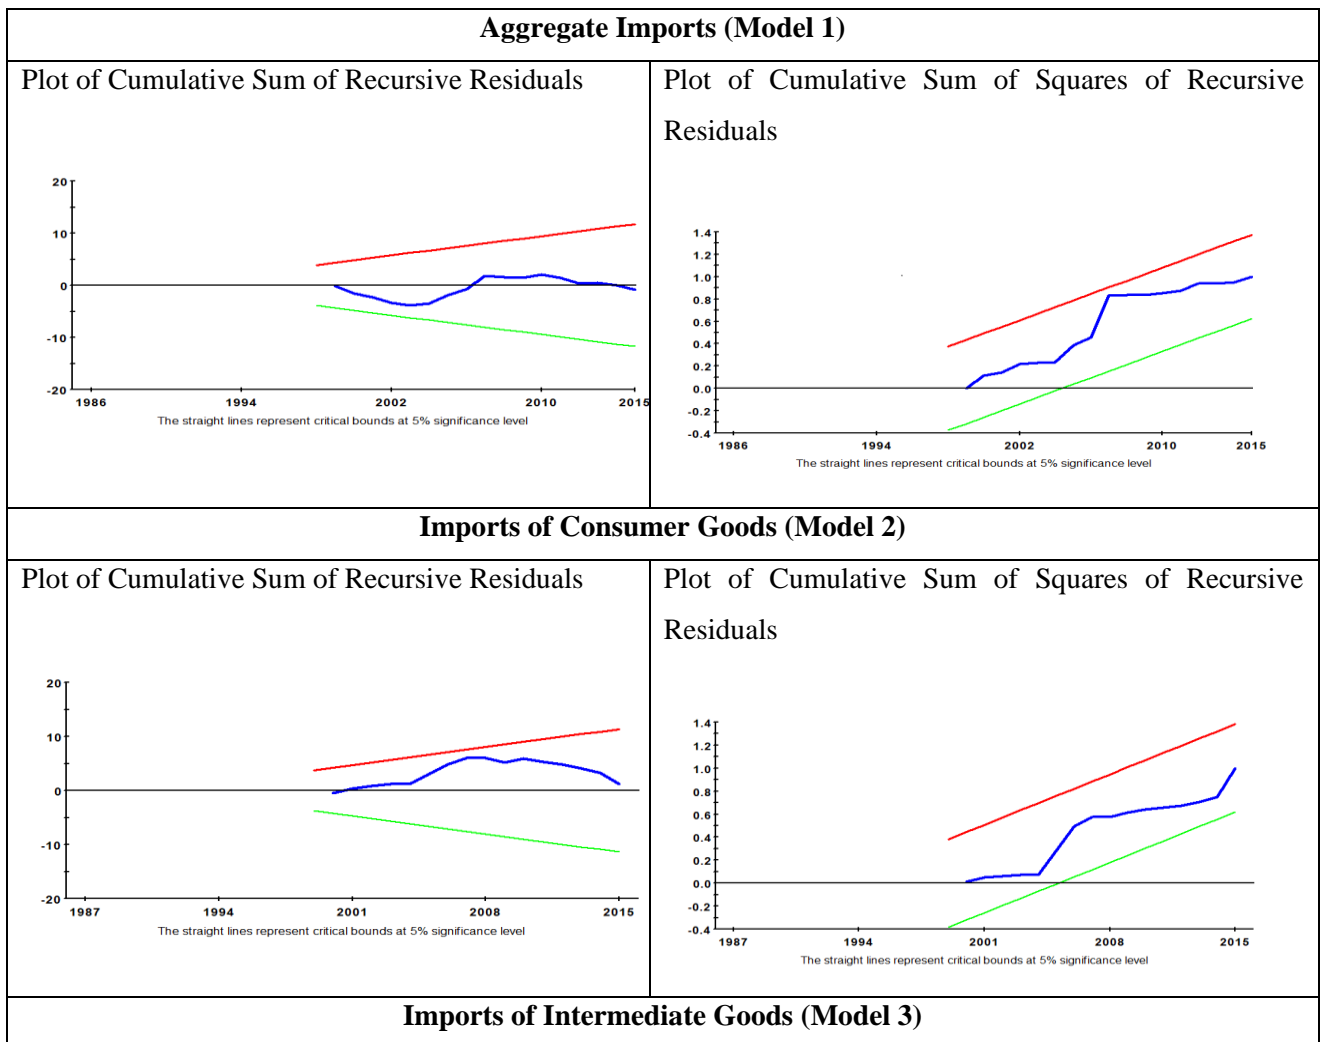 Aggregate Imports (Model 1)
Plot of Cumulative Sum of Recursive Residuals
20
10
0
-10
-20
1986 1994 2002 2010 2015
The straight lines represent critical bounds at 5% significance level
Plot of Cumulative Sum of Squares of Recursive
Residuals
1.4
1.2
1.0
0.8
0.6
0.4
0.2
0.0
-0.2
-0.4
1986 1994 2002 2010 2015
The straight lines represent critical bounds at 5% significance level
Imports of Consumer Goods (Model 2)
Plot of Cumulative Sum of Recursive Residuals
20
10
0
-10
-20
1987 1994 2001 2008 2015
The straight lines represent critical bounds at 5% significance level
Plot of Cumulative Sum of Squares of Recursive
Residuals
1.4
1.2
1.0
0.8
0.6
0.4
0.2
0.0
-0.2
-0.4
1987 1994 2001 2008 2015
The straight lines represent critical bounds at 5% significance level
Imports of Intermediate Goods (Model 3)